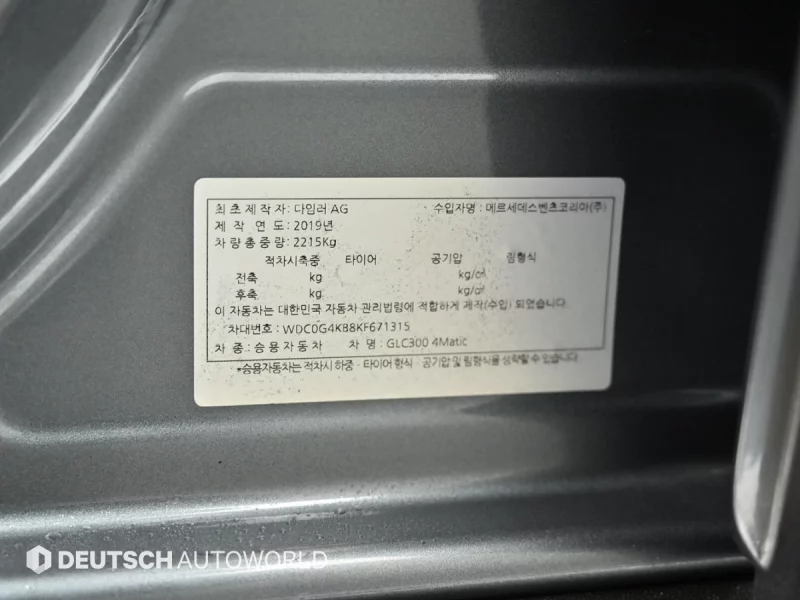 최초제작자: 다임러 AG 수입자명 : 메르세데스벤츠코리아(주)
제 작 연 도: 2019년
차량총중량: 2215Kg
적차시축중 타이어 공기압 림형식
전축 kg kg/㎠
후축 kg kg/㎠
이 자동차는 대한민국 자동차 관리법령에 적합하게 제작(수입) 되었습니다.
차대번호: WDC0G4KB8KF671315
차 종: 승용자동차 차 명 : GLC300 4Matic
*승용자동차는 적차시 하중 · 타이어 형식 · 공기압 및 림형식을 생략할 수 있습니다.
DEUTSCH AUTOWORLD